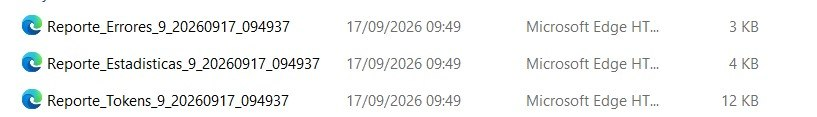 Reporte_Errores_9_20260917_094937 17/09/2026 09:49 Microsoft Edge HT... 3 KB
Reporte_Estadisticas_9_20260917_094937 17/09/2026 09:49 Microsoft Edge HT... 4 KB
Reporte_Tokens_9_20260917_094937 17/09/2026 09:49 Microsoft Edge HT... 12 KB